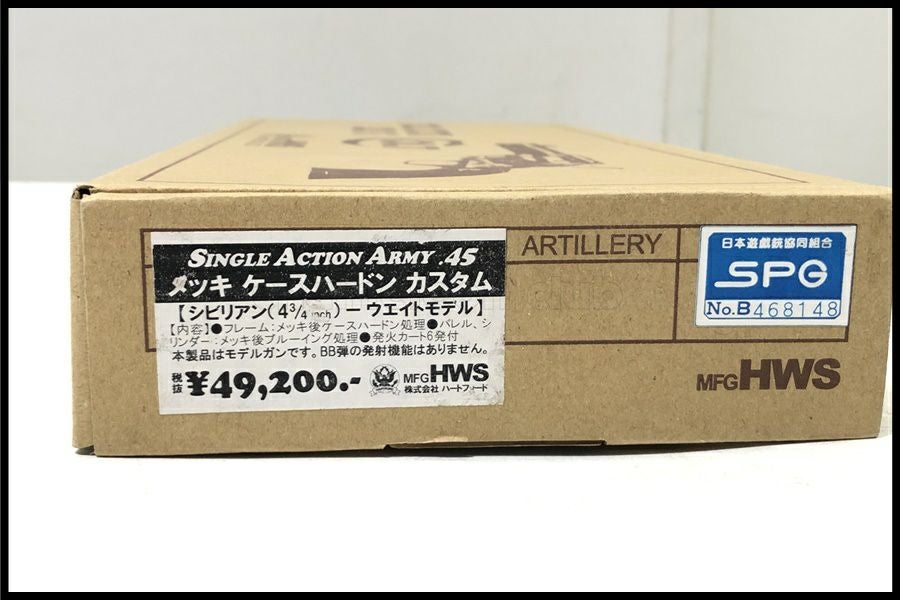 SINGLE ACTION ARMY .45
メッキ ケースハードン カスタム
【シビリアン(4 3/4 inch)－ウエイトモデル】
【内容】●フレーム：メッキ後ケースハードン処理●バレル、シ
リンダー：メッキ後ブルーイング処理●発火カート6発付
本製品はモデルガンです。BB弾の発射機能はありません。
税抜 ¥49,200.-
MFG HWS
株式会社 ハートフォード
ARTILLERY
日本遊戯銃協同組合
SPG
No.B468148
MFG HWS